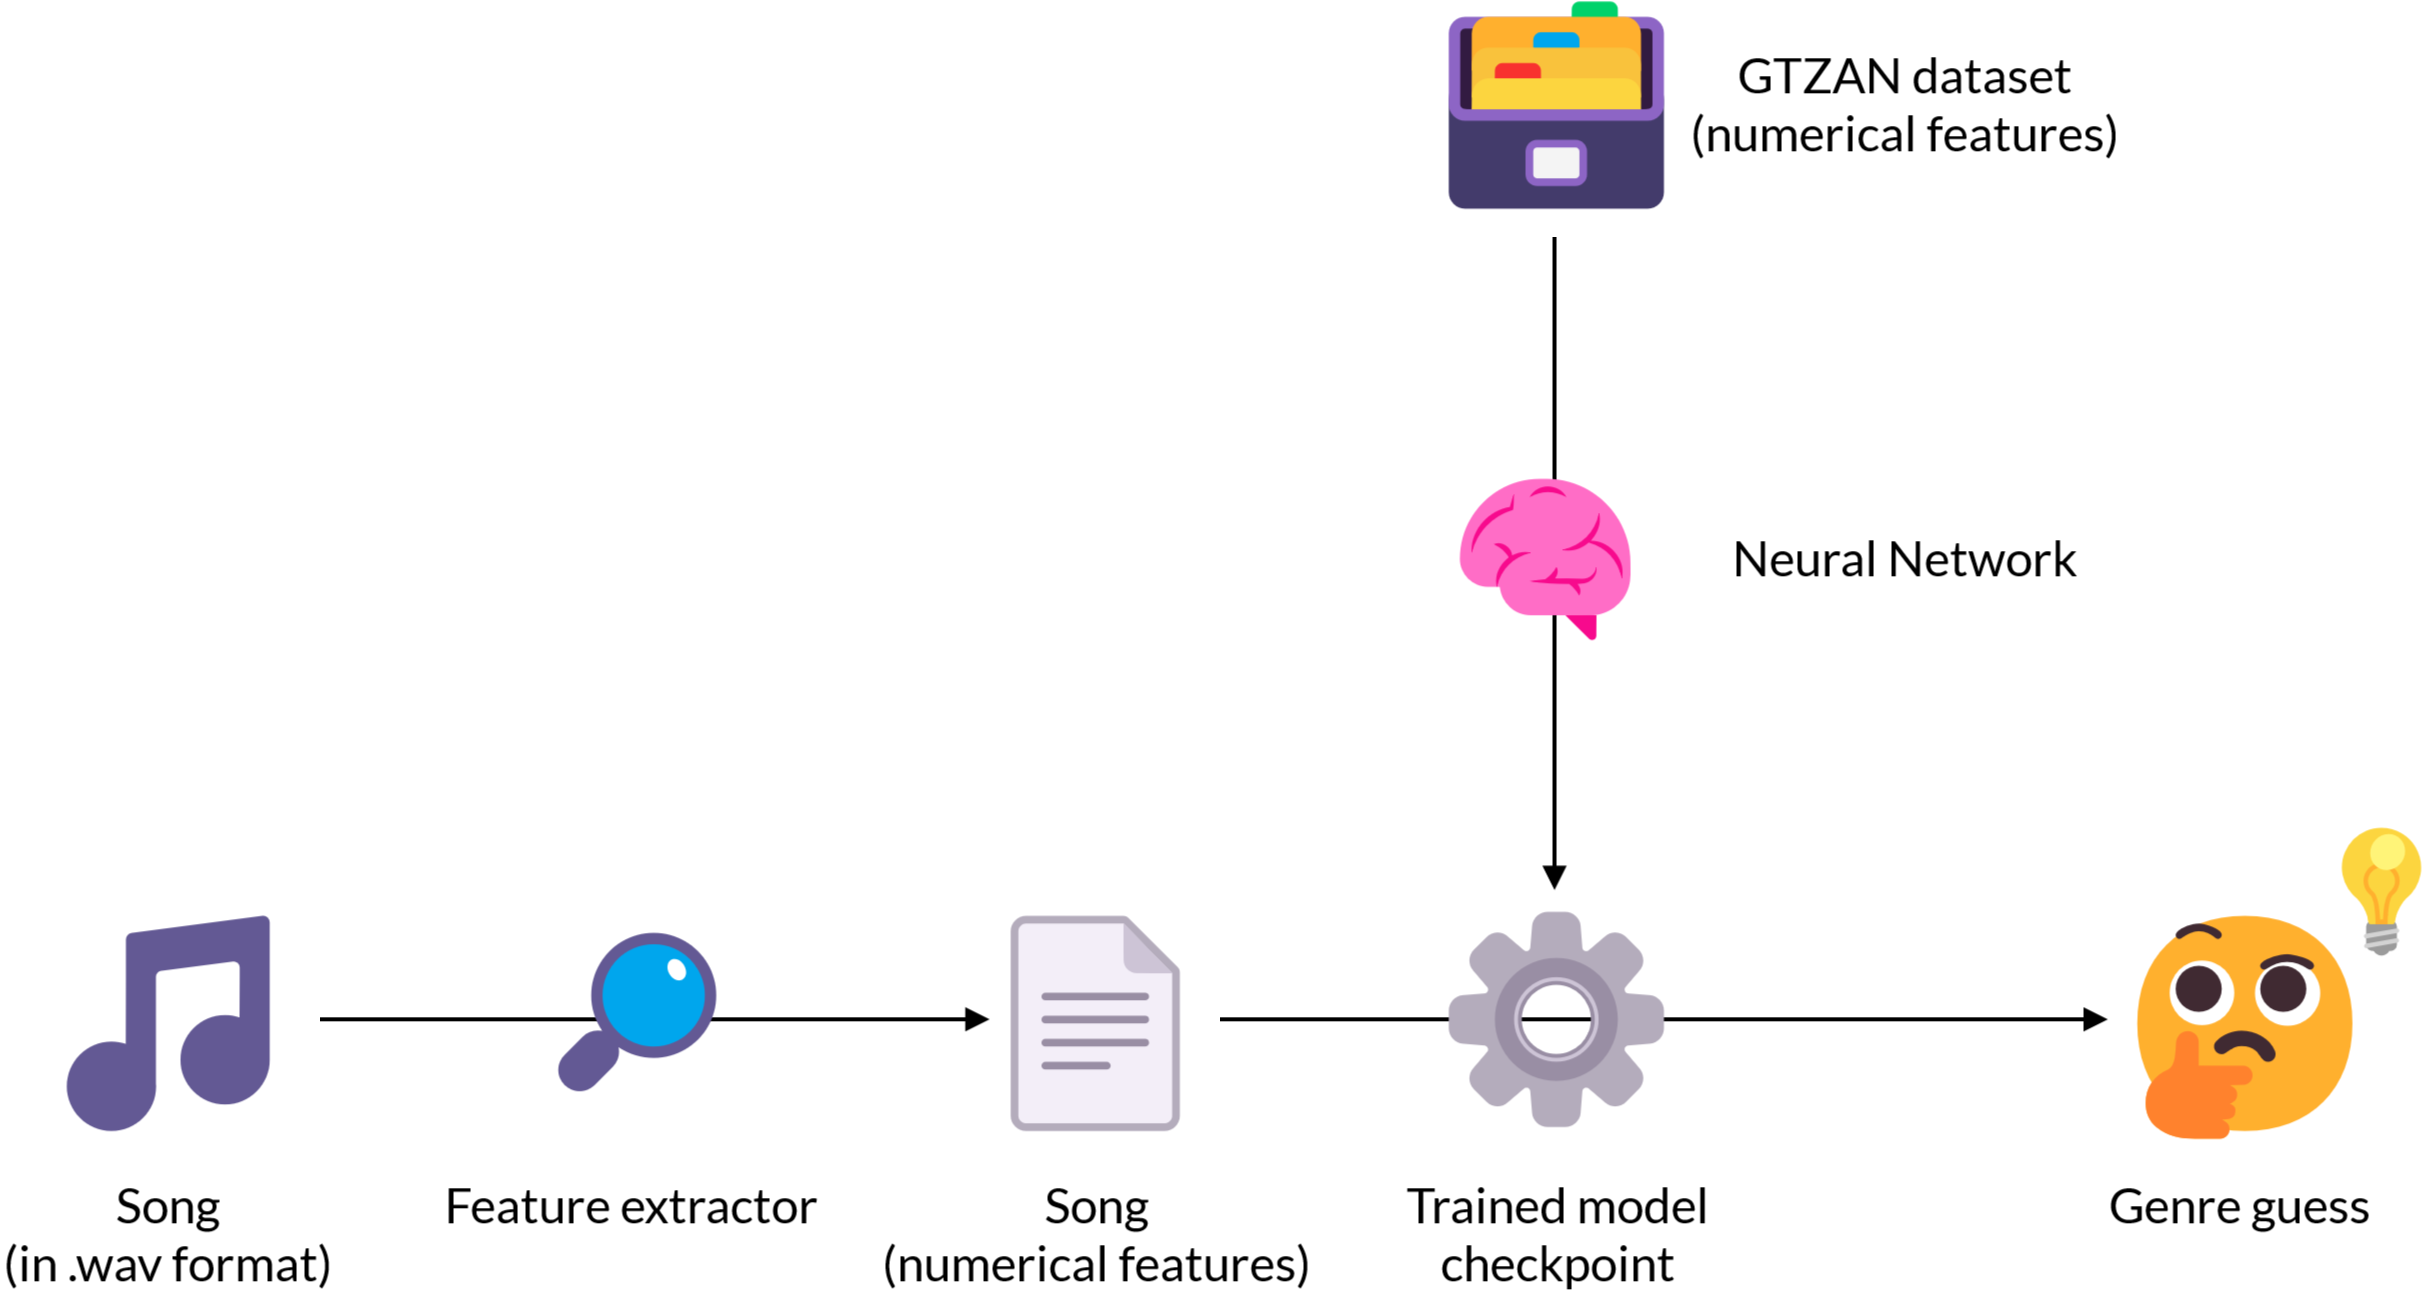 GTZAN dataset
(numerical features)
Neural Network
Song
(in .wav format)
Feature extractor
Song
(numerical features)
Trained model
checkpoint
Genre guess